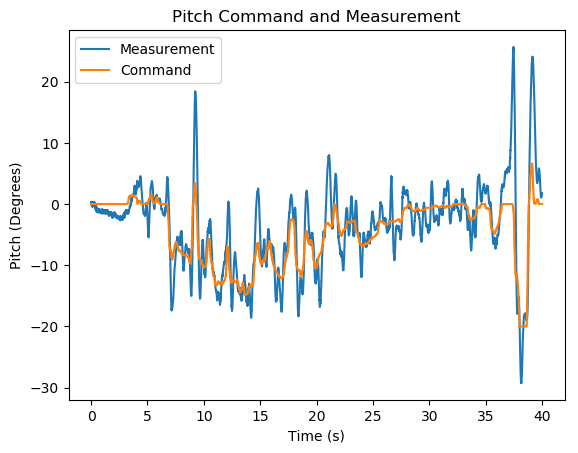 Pitch Command and Measurement
Measurement
Command
20
10
0
−10
−20
−30
Pitch (Degrees)
0 5 10 15 20 25 30 35 40
Time (s)